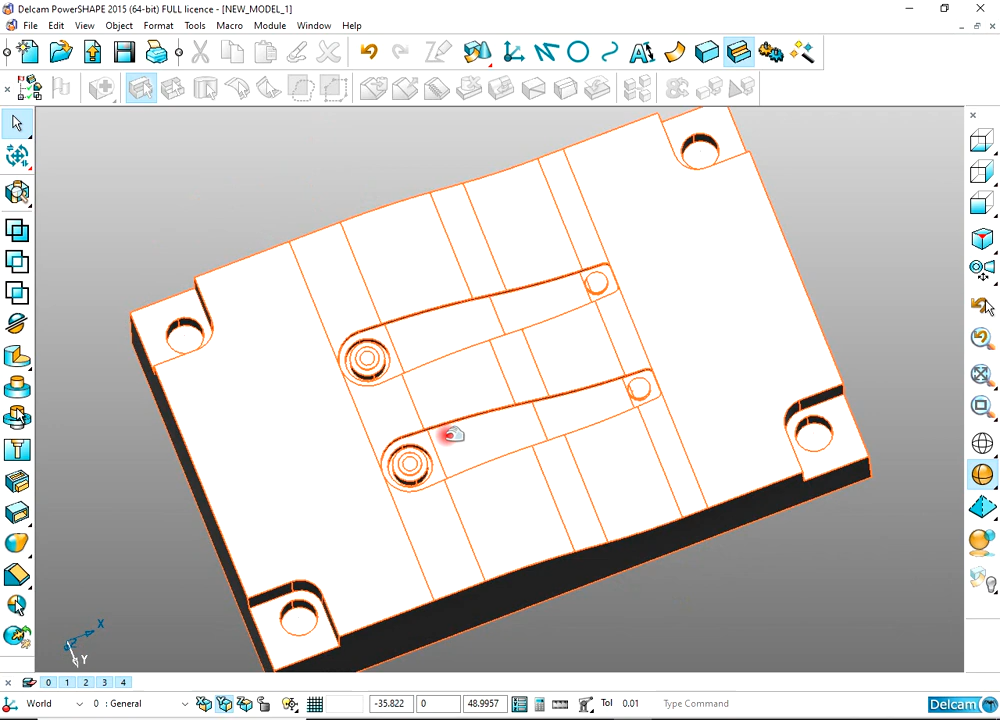 Delcam PowerSHAPE 2015 (64-bit) FULL licence - [NEW_MODEL_1]
File Edit View Object Format Tools Macro Module Window Help
X
Z
Y
0 1 2 3 4
World 0 : General -35.822 0 48.9957 Tol 0.01 Type Command Delcam